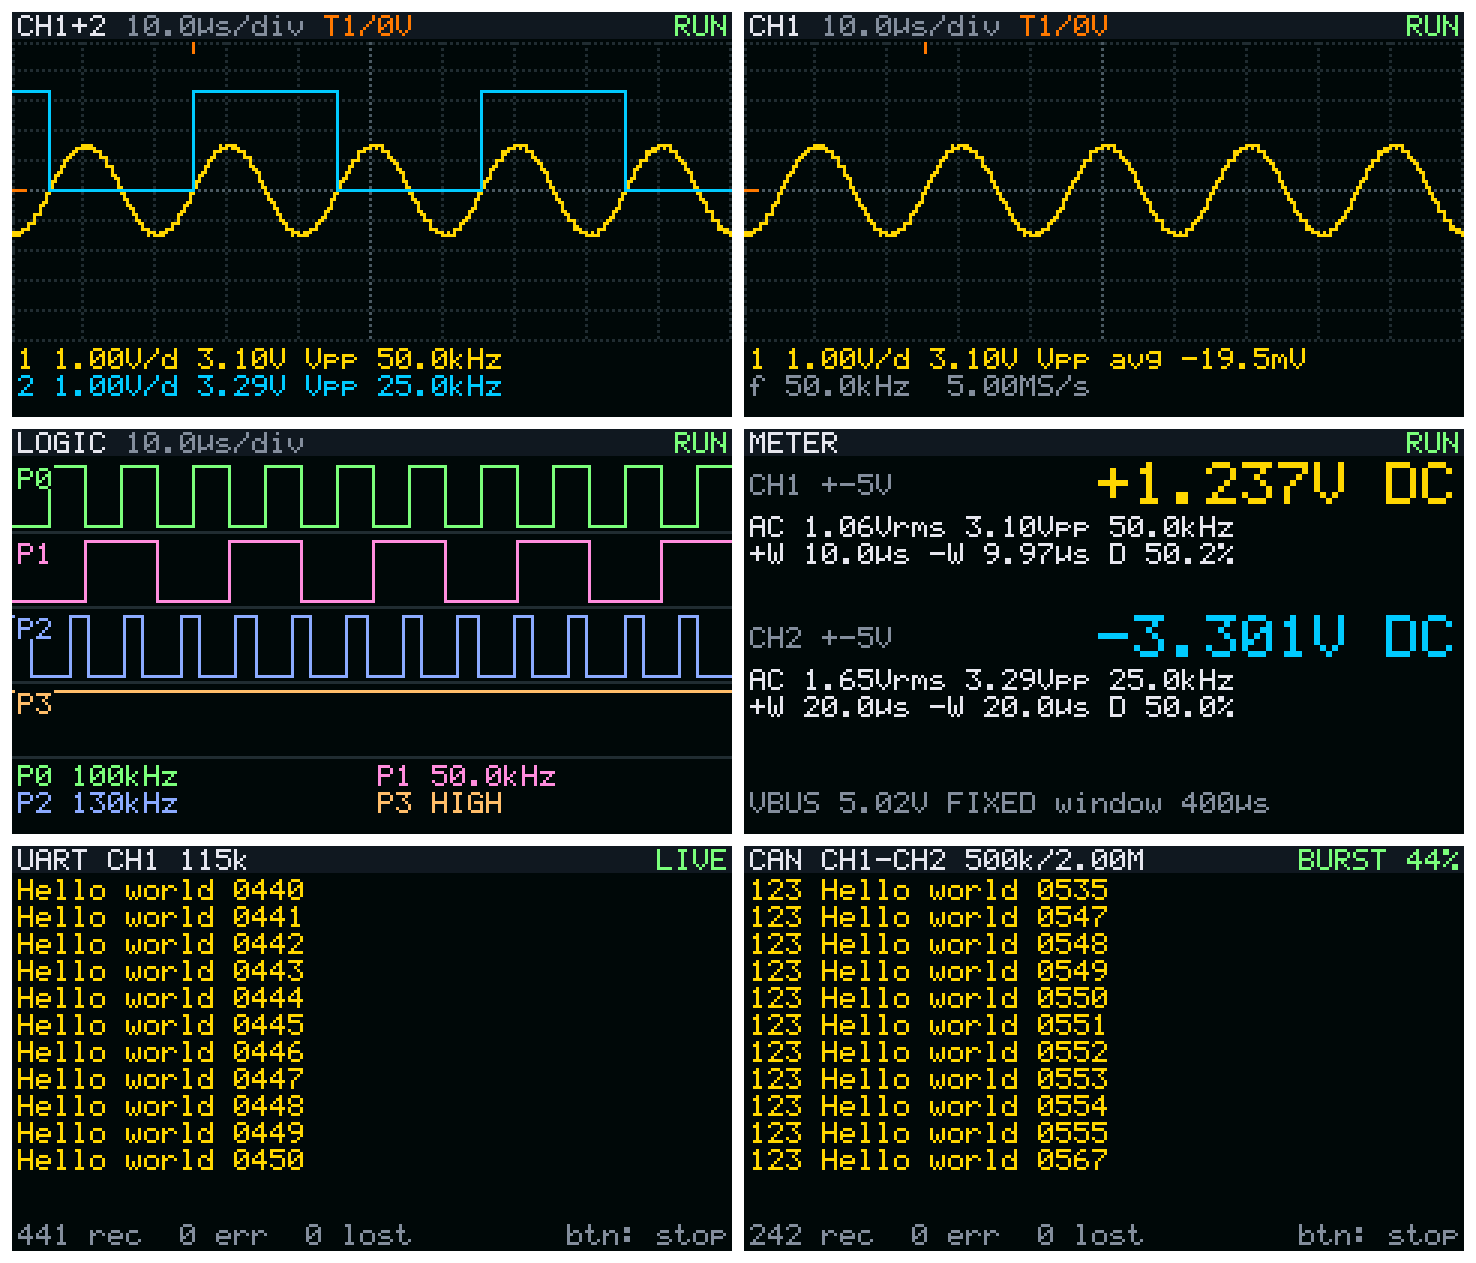 CH1+2 10.0µs/div T1/0V RUN
1 1.00V/d 3.10V Vpp 50.0kHz
2 1.00V/d 3.29V Vpp 25.0kHz
CH1 10.0µs/div T1/0V RUN
1 1.00V/d 3.10V Vpp avg -19.5mV
f 50.0kHz 5.00MS/s
LOGIC 10.0µs/div RUN
P0
P1
P2
P3
P0 100kHz P1 50.0kHz
P2 130kHz P3 HIGH
METER RUN
CH1 +-5V +1.237V DC
AC 1.06Vrms 3.10Vpp 50.0kHz
+W 10.0µs -W 9.97µs D 50.2%
CH2 +-5V -3.301V DC
AC 1.65Vrms 3.29Vpp 25.0kHz
+W 20.0µs -W 20.0µs D 50.0%
VBUS 5.02V FIXED window 400µs
UART CH1 115k LIVE
Hello world 0440
Hello world 0441
Hello world 0442
Hello world 0443
Hello world 0444
Hello world 0445
Hello world 0446
Hello world 0447
Hello world 0448
Hello world 0449
Hello world 0450
441 rec 0 err 0 lost btn: stop
CAN CH1-CH2 500k/2.00M BURST 44%
123 Hello world 0535
123 Hello world 0547
123 Hello world 0548
123 Hello world 0549
123 Hello world 0550
123 Hello world 0551
123 Hello world 0552
123 Hello world 0553
123 Hello world 0554
123 Hello world 0555
123 Hello world 0567
242 rec 0 err 0 lost btn: stop